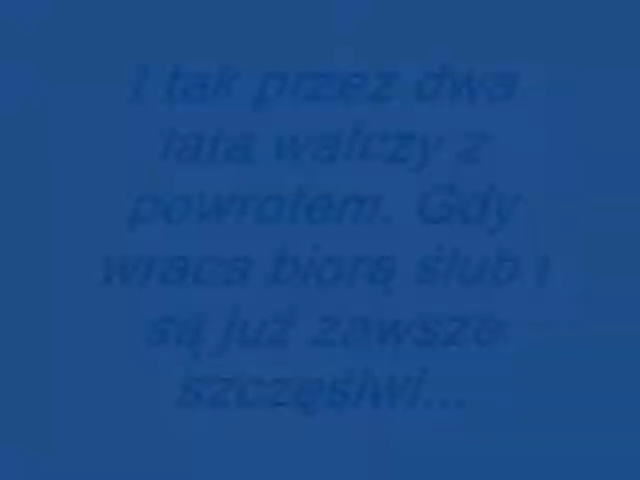 I tak przez dwa
lata walczy z
powrotem. Gdy
wraca biorą ślub i
są już zawsze
szczęśliwi...